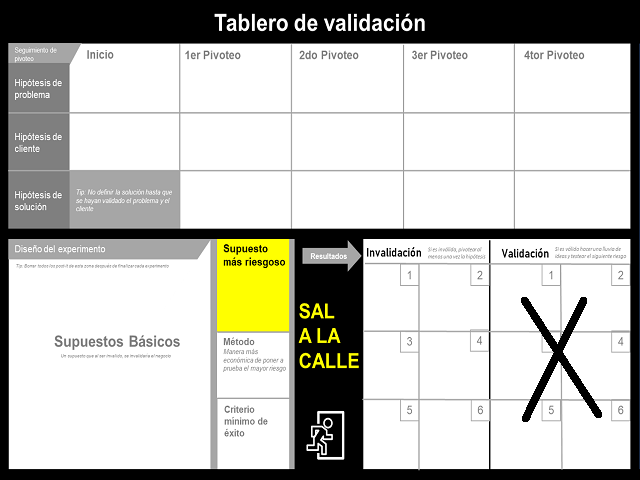 Tablero de validación
Seguimiento de
pivoteo
Inicio
1er Pivoteo
2do Pivoteo
3er Pivoteo
4tor Pivoteo
Hipótesis de
problema
Hipótesis de
cliente
Hipótesis de
solución
Tip: No definir la solución hasta que
se hayan validado el problema y el
cliente
Diseño del experimento
Tip: Borrar todos los post-it de esta zona después de finalizar cada experimento
Supuestos Básicos
Un supuesto que al ser invalido, se invalidaría al negocio.
Supuesto
más riesgoso
Método
Manera más
económica de poner a
prueba el mayor riesgo
Criterio
mínimo de
éxito
Resultados
SAL
A LA
CALLE
Invalidación
Si es inválido, pivotear al
menos una vez la hipótesis
Validación
Si es valido hacer una lluvia de
ideas y testear el siguiente riesgo
1
2
1
2
3
4
4
5
6
5
6